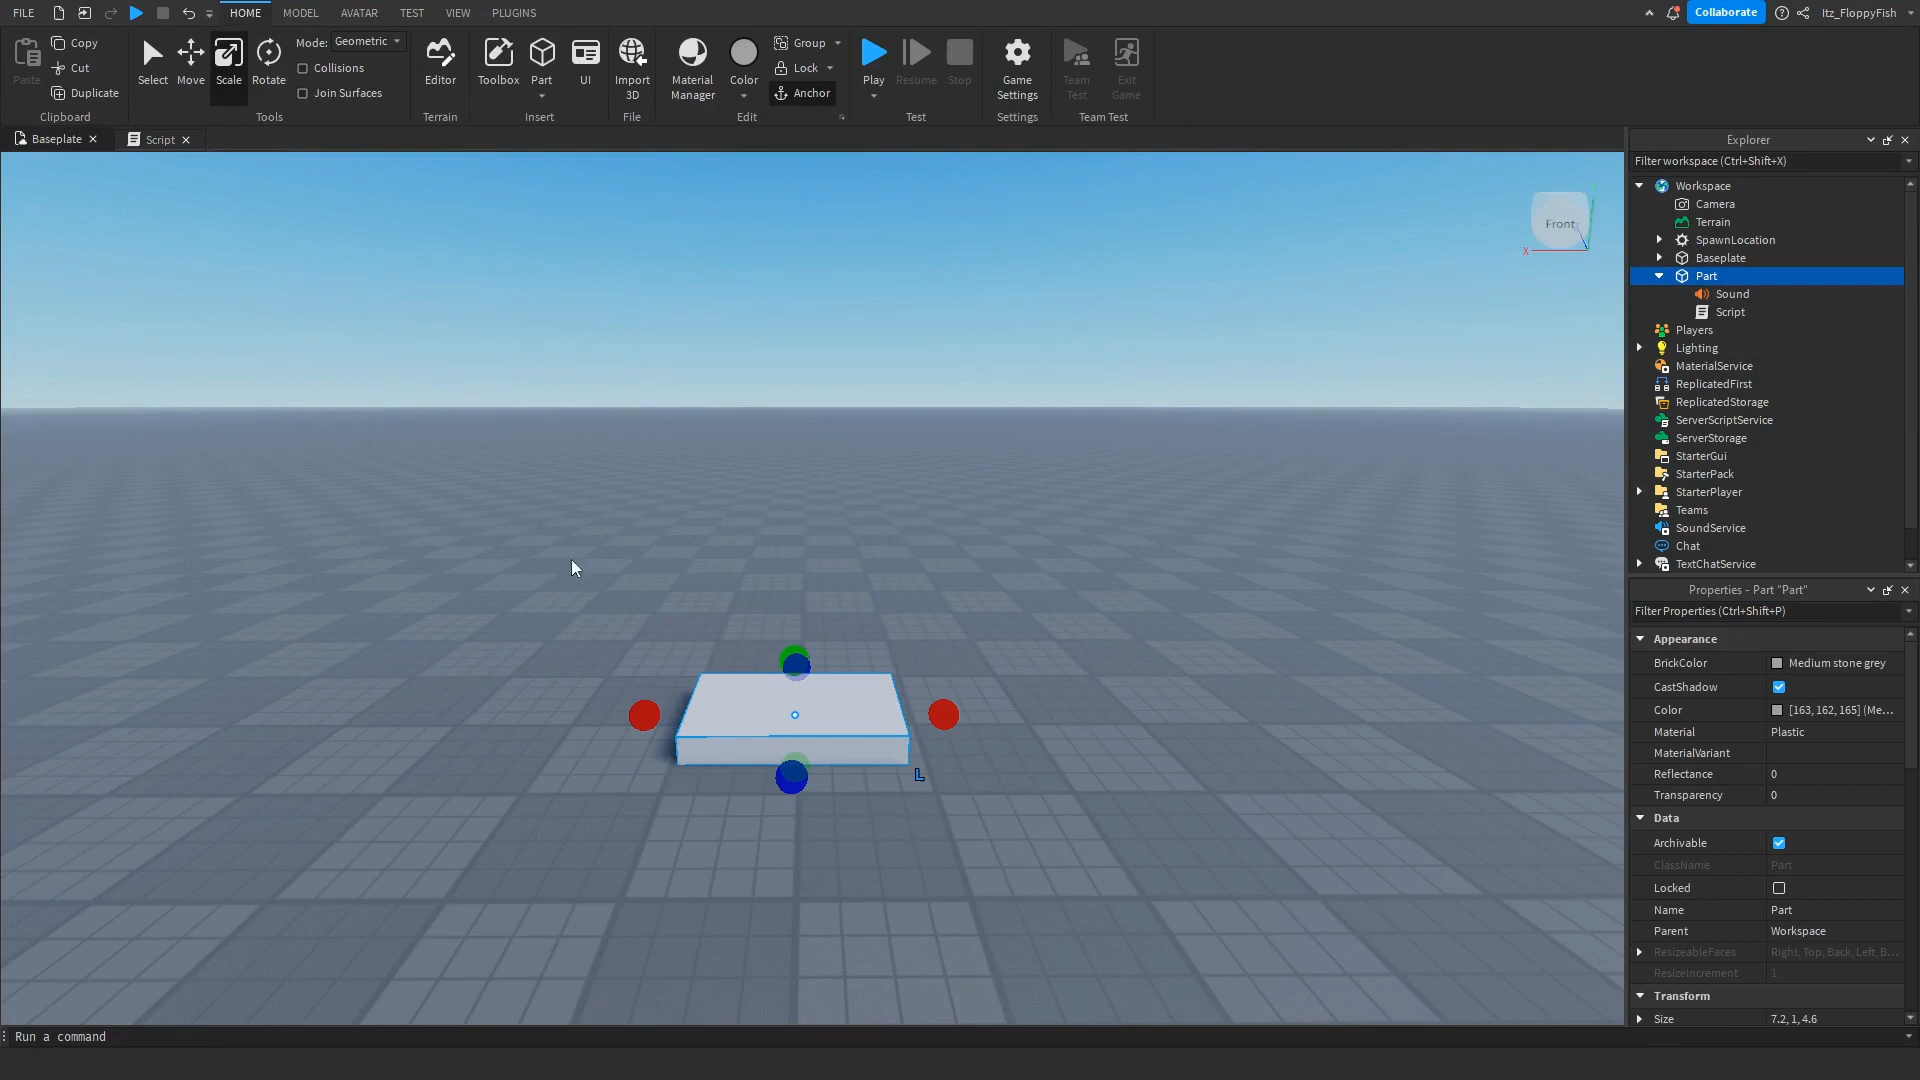 FILE HOME MODEL AVATAR TEST VIEW PLUGINS Collaborate Itz_FloppyFish
Paste Copy Cut Duplicate Clipboard
Select Move Scale Rotate Mode: Geometric Collisions Join Surfaces Tools
Editor Terrain
Toolbox Part UI Insert
Import 3D File
Material Manager Color Group Lock Anchor Edit
Play Resume Stop Test
Game Settings Settings
Team Test Exit Game Team Test
Baseplate Script
Front
X
L
Explorer
Filter workspace (Ctrl+Shift+X)
Workspace
Camera
Terrain
SpawnLocation
Baseplate
Part
Sound
Script
Players
Lighting
MaterialService
ReplicatedFirst
ReplicatedStorage
ServerScriptService
ServerStorage
StarterGui
StarterPack
StarterPlayer
Teams
SoundService
Chat
TextChatService
Properties - Part "Part"
Filter Properties (Ctrl+Shift+P)
Appearance
BrickColor Medium stone grey
CastShadow
Color [163, 162, 165] (Me...
Material Plastic
MaterialVariant
Reflectance 0
Transparency 0
Data
Archivable
ClassName Part
Locked
Name Part
Parent Workspace
ResizeableFaces Right, Top, Back, Left, B...
ResizeIncrement 1
Transform
Size 7.2, 1, 4.6
Run a command